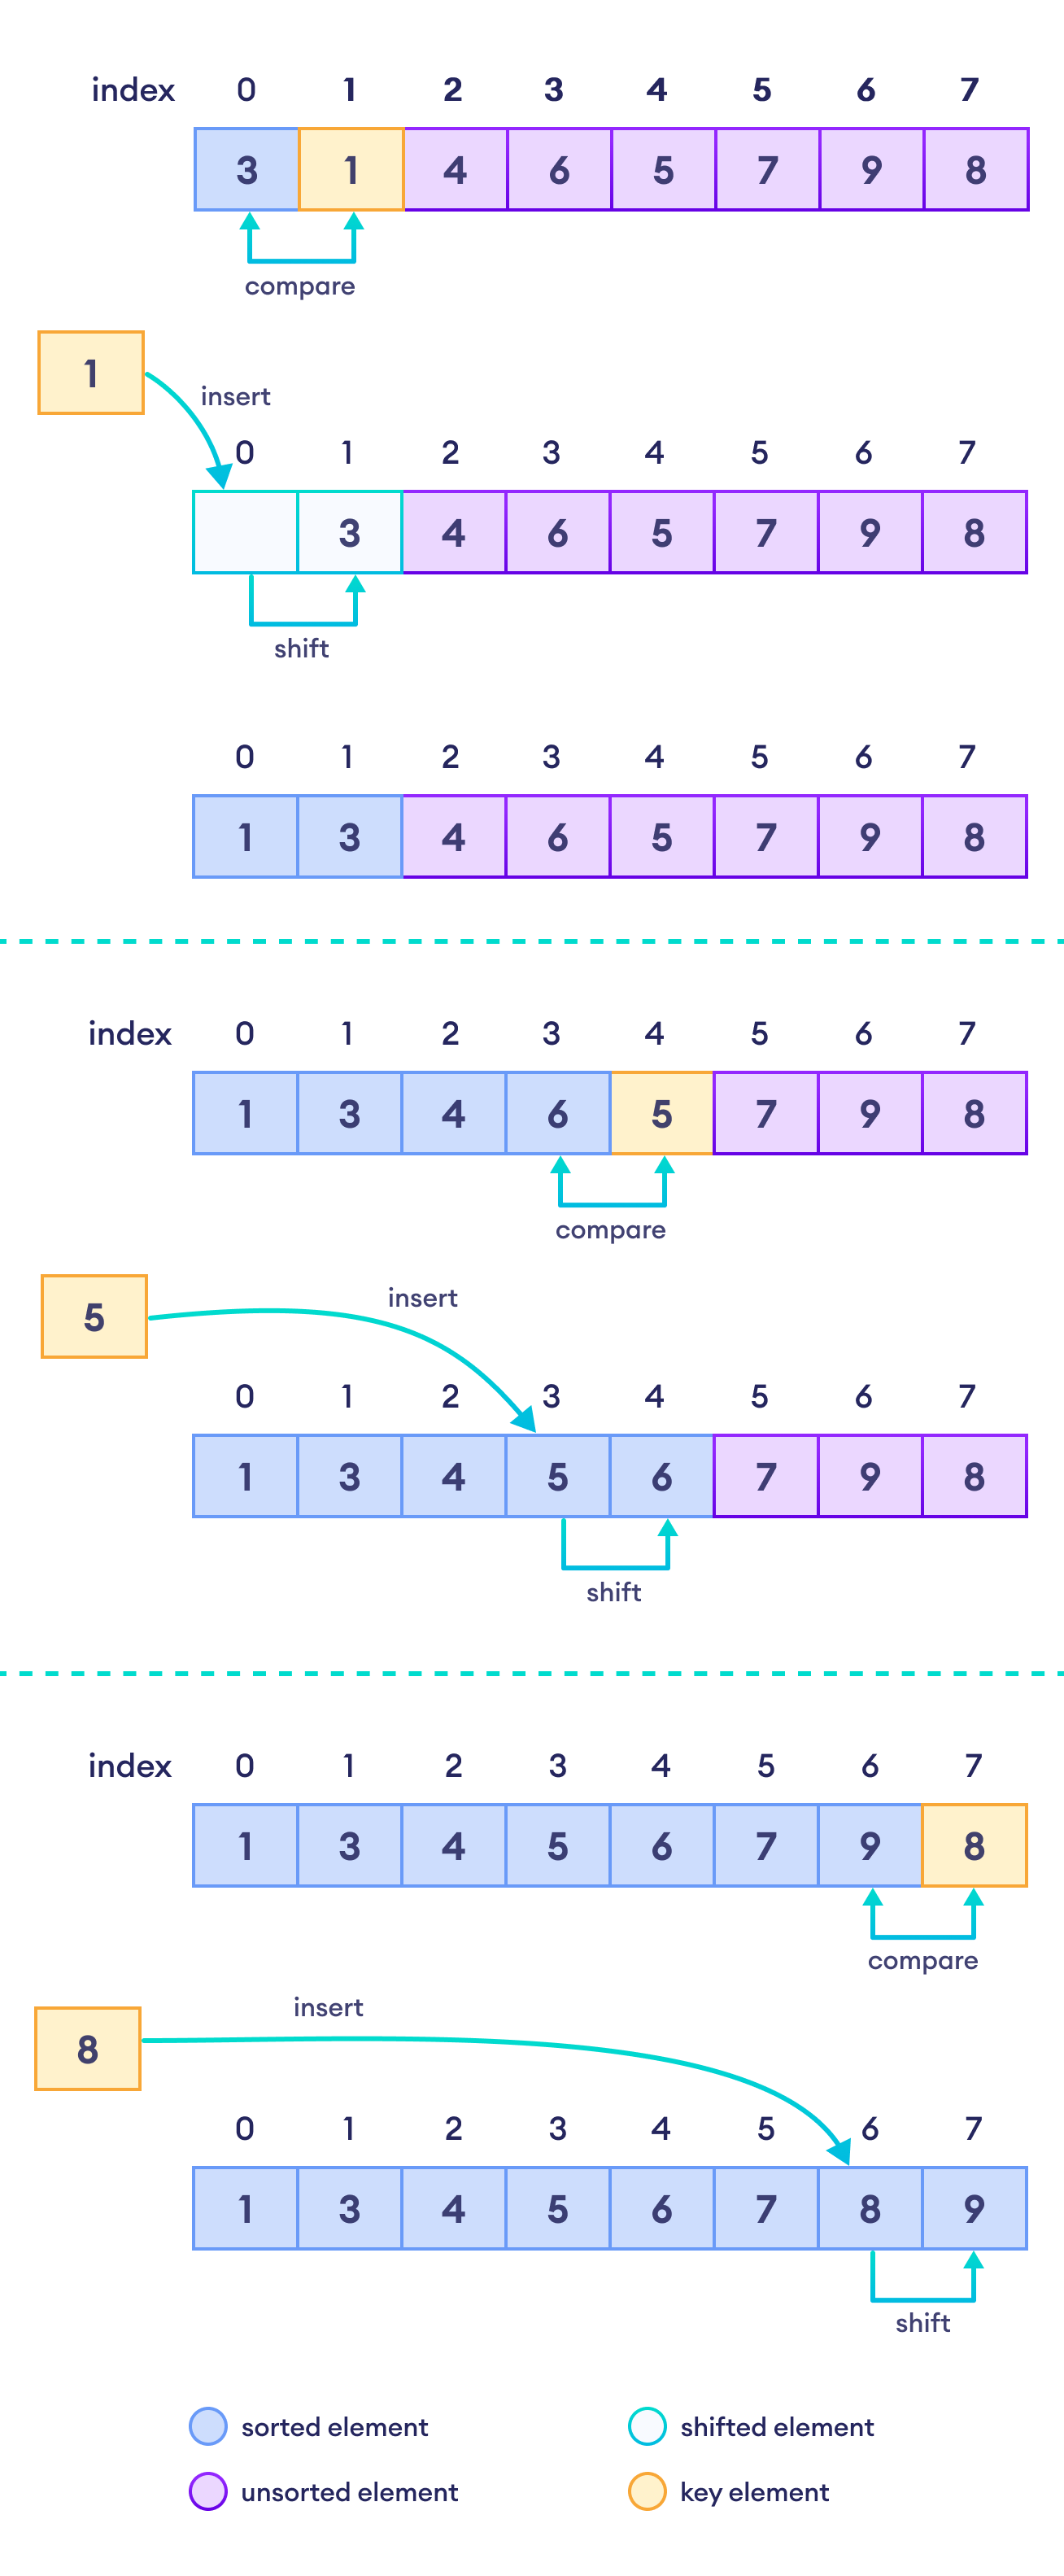 index 0 1 2 3 4 5 6 7
3 1 4 6 5 7 9 8
compare
1
insert
0 1 2 3 4 5 6 7
3 4 6 5 7 9 8
shift
0 1 2 3 4 5 6 7
1 3 4 6 5 7 9 8
index 0 1 2 3 4 5 6 7
1 3 4 6 5 7 9 8
compare
insert
5
0 1 2 3 4 5 6 7
1 3 4 5 6 7 9 8
shift
index 0 1 2 3 4 5 6 7
1 3 4 5 6 7 9 8
compare
insert
8
0 1 2 3 4 5 6 7
1 3 4 5 6 7 8 9
shift
sorted element shifted element
unsorted element key element